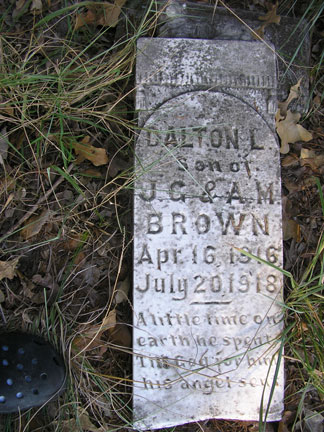 DALTON L.
Son of
J.G. & A.M.
BROWN
Apr. 16, 1916
July 20, 1918
A little time on
earth he spent
Till God for him
his angel sent